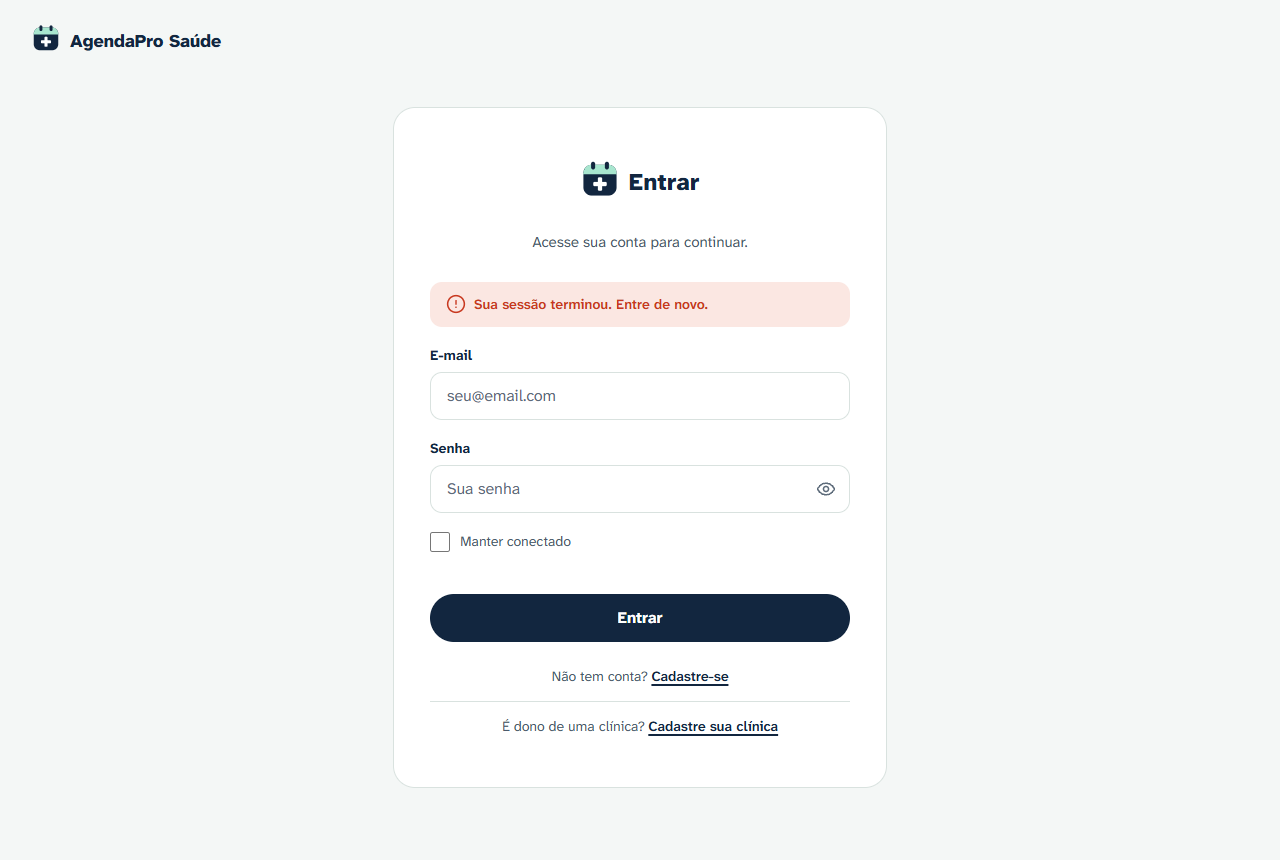 AgendaPro Saúde
Entrar
Acesse sua conta para continuar.
Sua sessão terminou. Entre de novo.
E-mail
seu@email.com
Senha
Sua senha
Manter conectado
Entrar
Não tem conta? Cadastre-se
É dono de uma clínica? Cadastre sua clínica